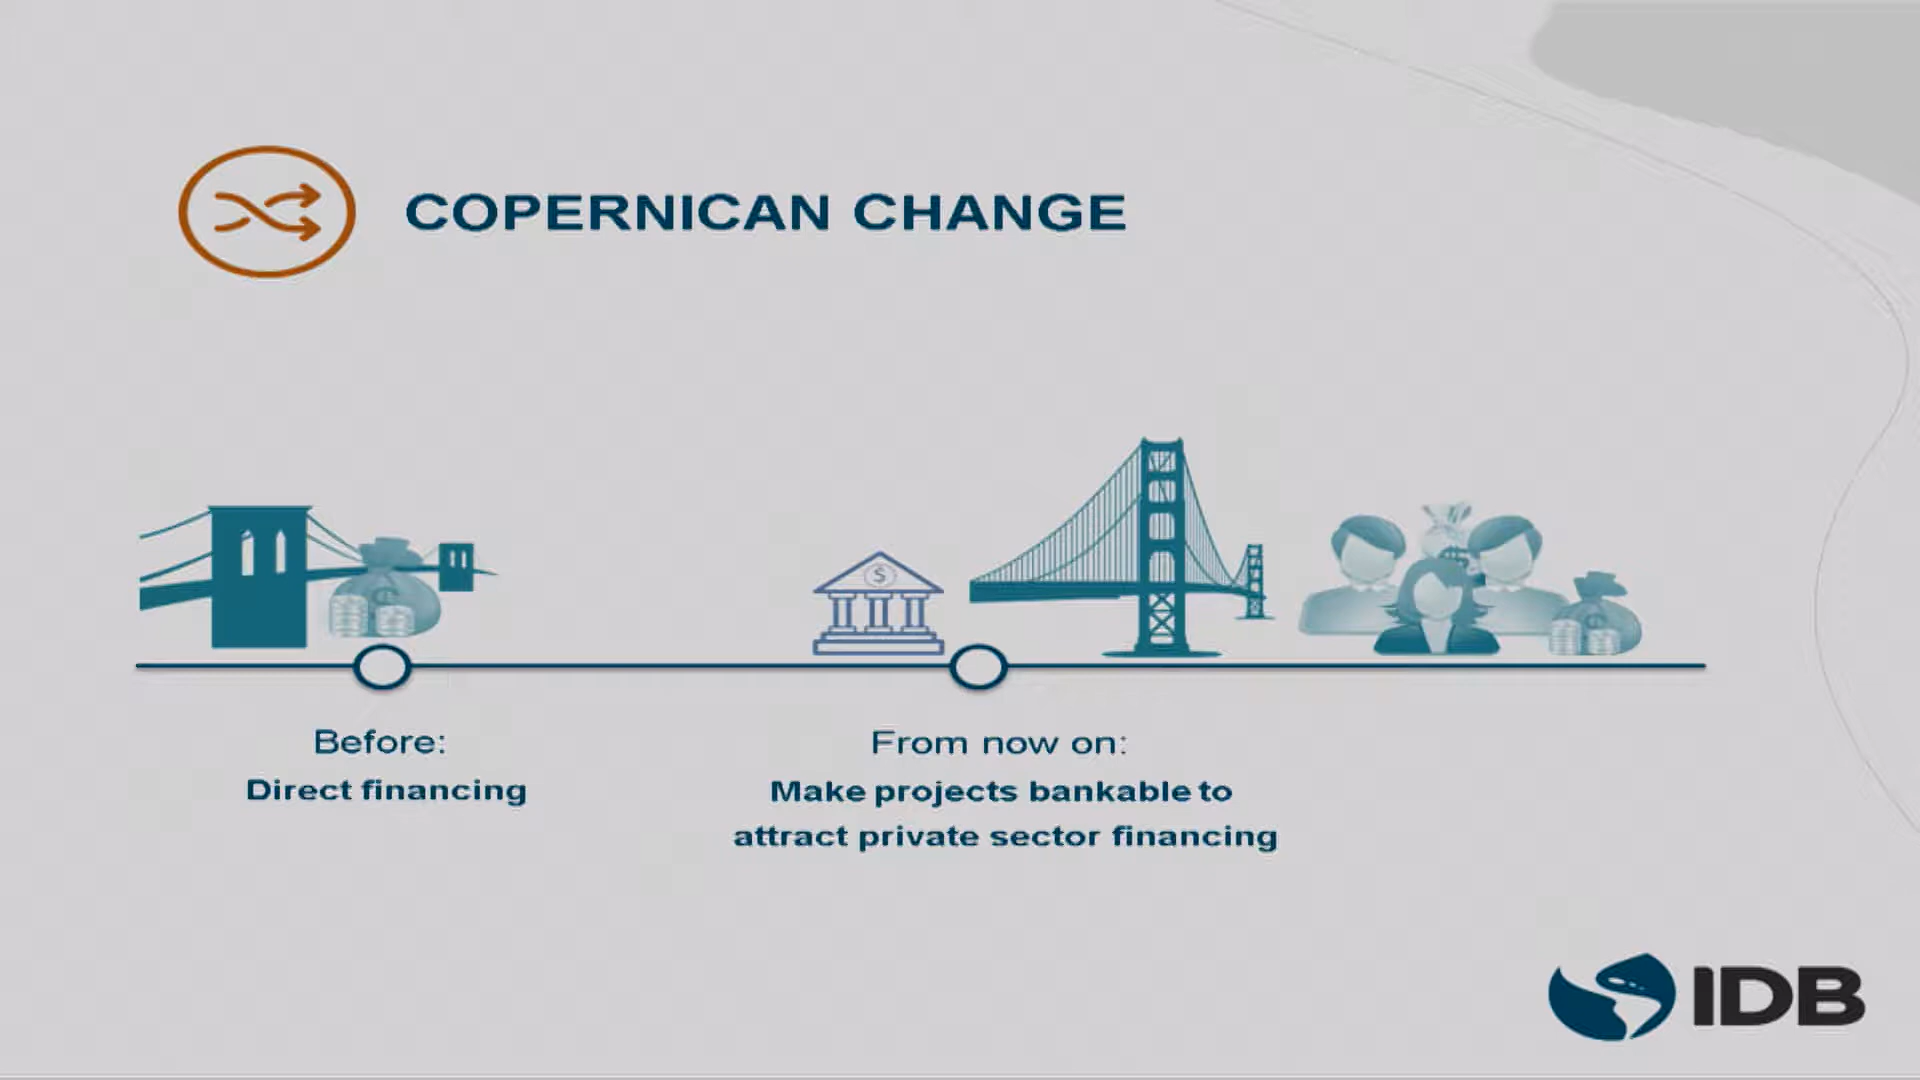 COPERNICAN CHANGE
$
Before:
Direct financing
From now on:
Make projects bankable to
attract private sector financing
IDB